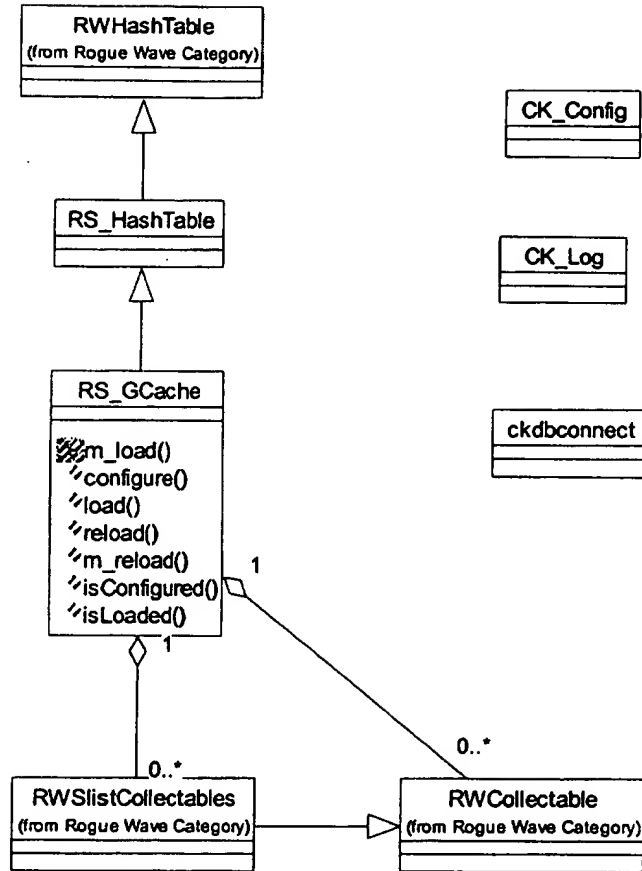 RWHashTable
(from Rogue Wave Category)
CK_Config
RS_HashTable
CK_Log
RS_GCache
m_load()
configure()
load()
reload()
m_reload()
isConfigured()
isLoaded()
ckdbconnect
1
1
0..*
0..*
RWSlistCollectables
(from Rogue Wave Category)
RWCollectable
(from Rogue Wave Category)